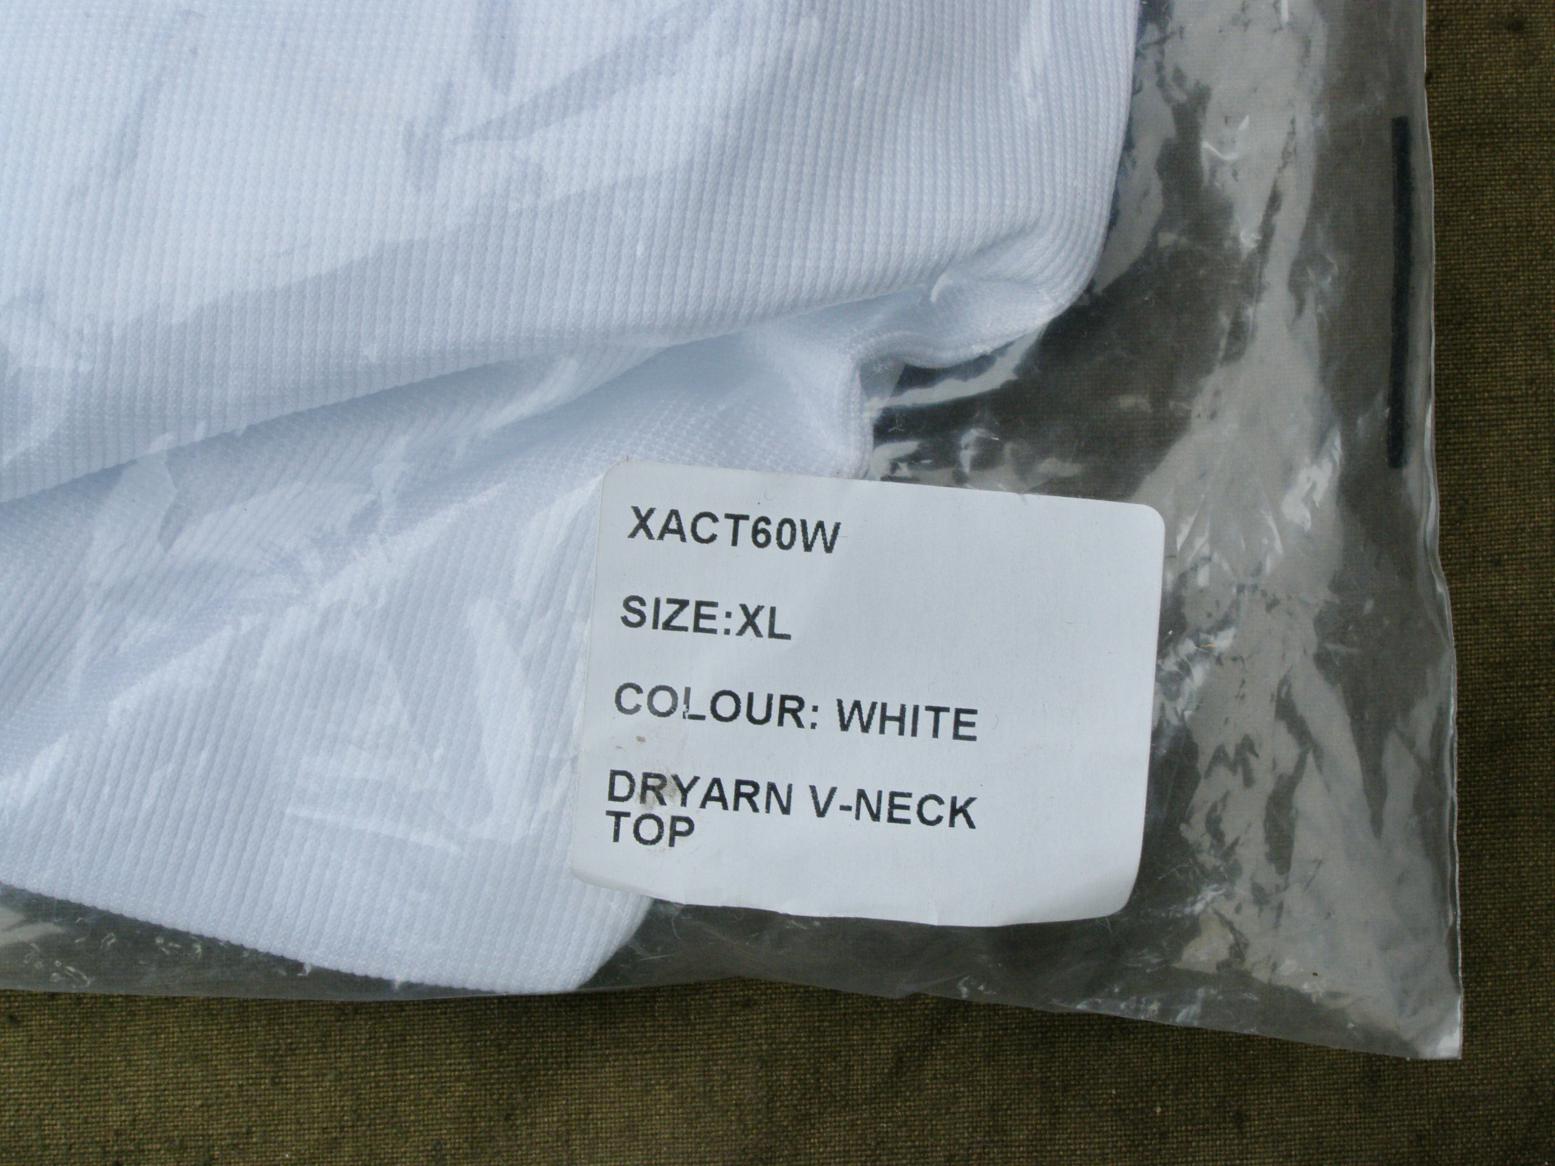 XACT60W
SIZE:XL
COLOUR: WHITE
DRYARN V-NECK
TOP